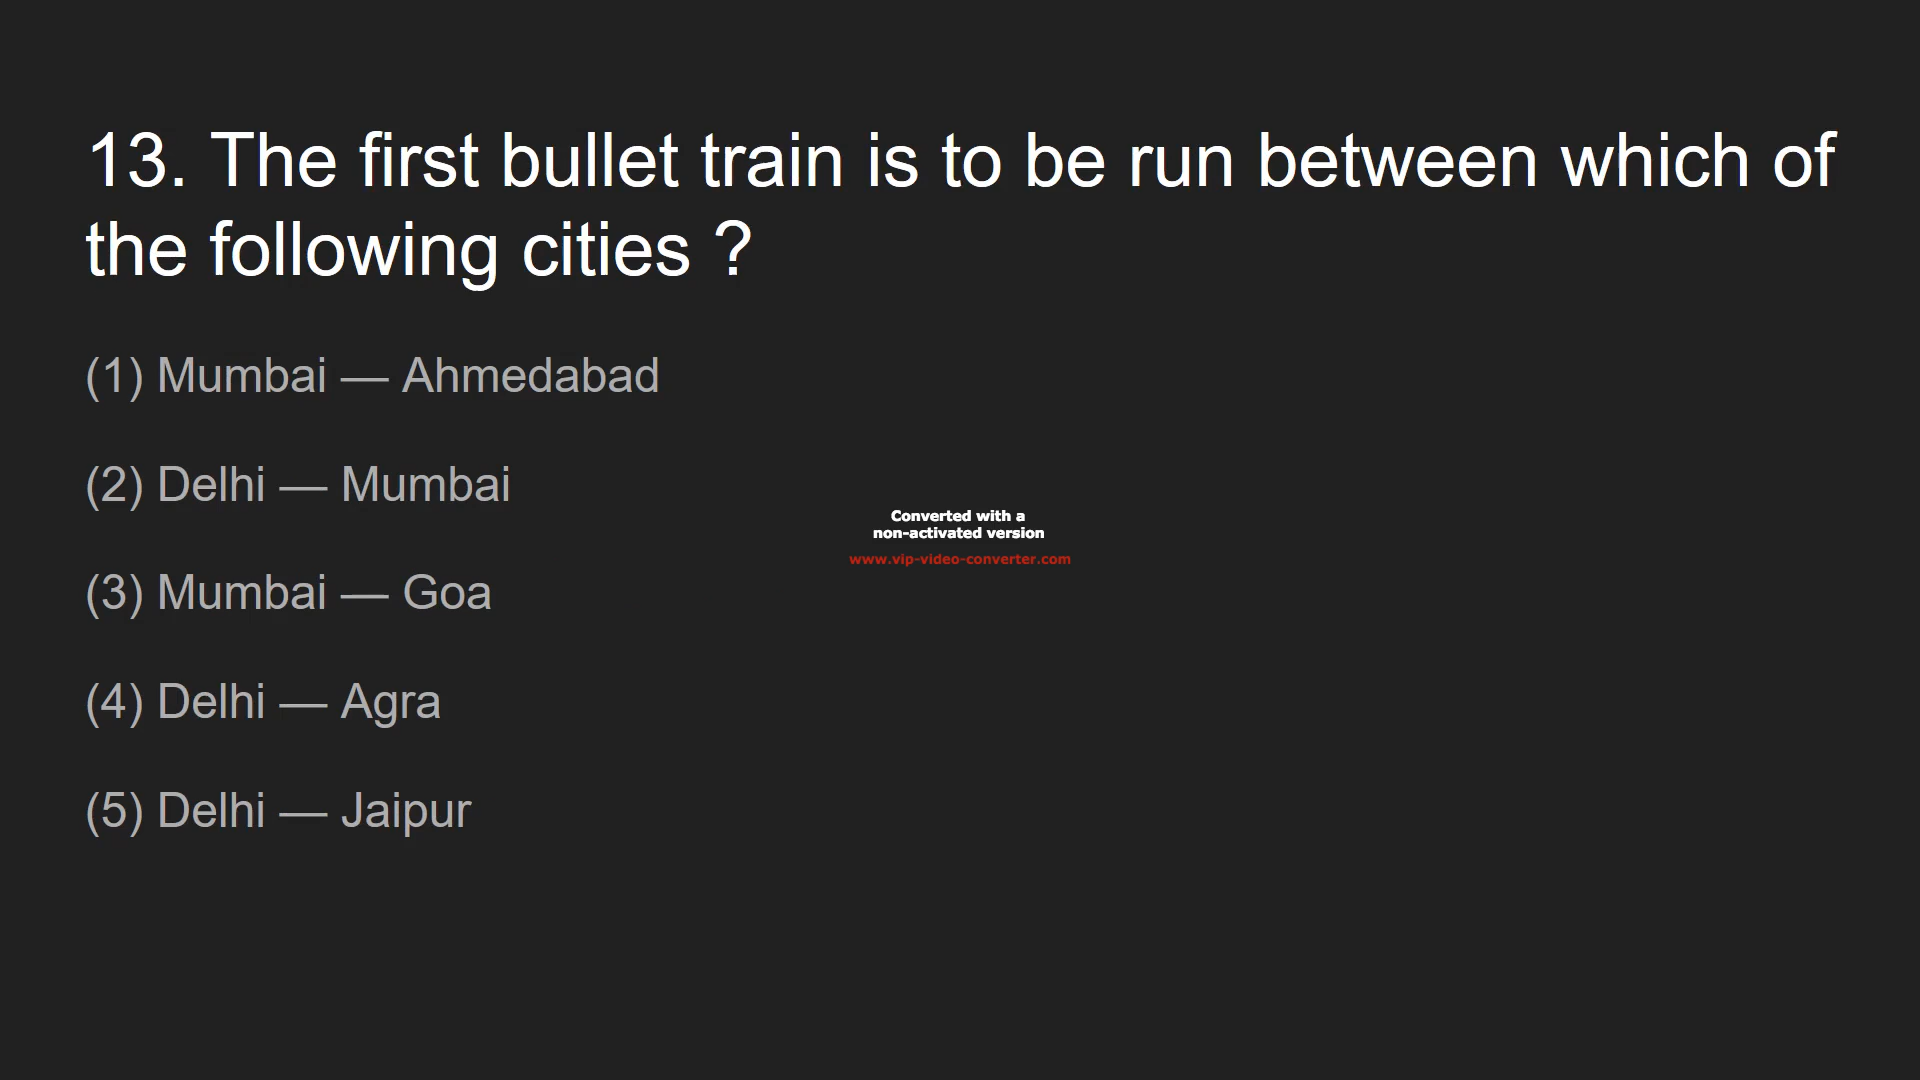 13. The first bullet train is to be run between which of
the following cities ?
(1) Mumbai — Ahmedabad
(2) Delhi — Mumbai
Converted with a
non-activated version
www.vip-video-converter.com
(3) Mumbai — Goa
(4) Delhi — Agra
(5) Delhi — Jaipur